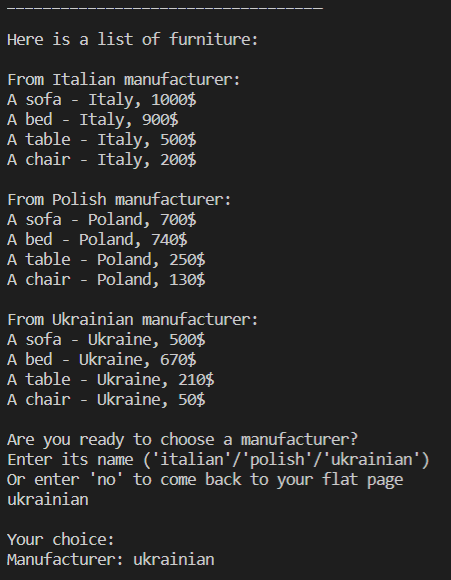 ___________________________________
Here is a list of furniture:
From Italian manufacturer:
A sofa - Italy, 1000$
A bed - Italy, 900$
A table - Italy, 500$
A chair - Italy, 200$
From Polish manufacturer:
A sofa - Poland, 700$
A bed - Poland, 740$
A table - Poland, 250$
A chair - Poland, 130$
From Ukrainian manufacturer:
A sofa - Ukraine, 500$
A bed - Ukraine, 670$
A table - Ukraine, 210$
A chair - Ukraine, 50$
Are you ready to choose a manufacturer?
Enter its name ('italian'/'polish'/'ukrainian')
Or enter 'no' to come back to your flat page
ukrainian
Your choice:
Manufacturer: ukrainian